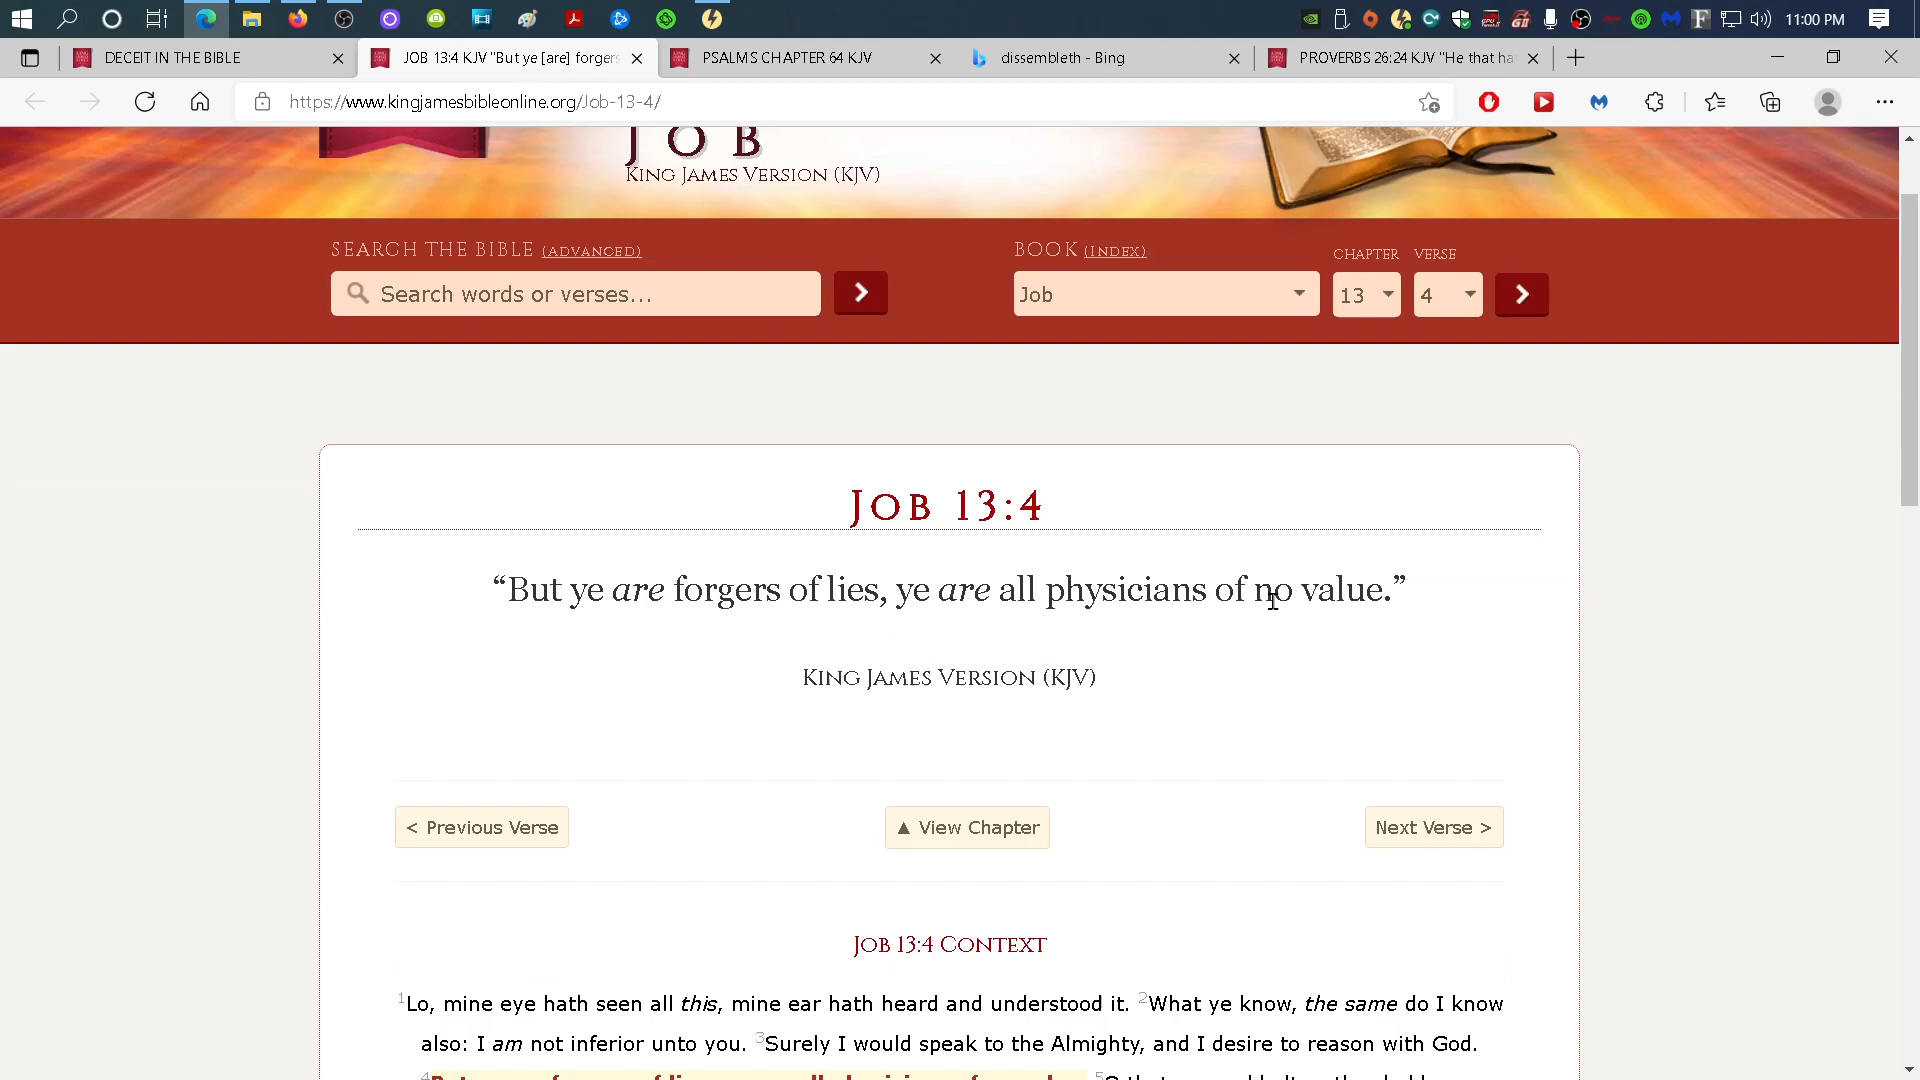 11:00 PM
DECEIT IN THE BIBLE
JOB 13:4 KJV "But ye [are] forgers
PSALMS CHAPTER 64 KJV
dissembleth - Bing
PROVERBS 26:24 KJV "He that ha
https://www.kingjamesbibleonline.org/Job-13-4/
JOB
KING JAMES VERSION (KJV)
SEARCH THE BIBLE (ADVANCED)
BOOK (INDEX)
CHAPTER VERSE
Search words or verses...
Job
13
4
JOB 13:4
“But ye are forgers of lies, ye are all physicians of no value.”
KING JAMES VERSION (KJV)
< Previous Verse
▲ View Chapter
Next Verse >
JOB 13:4 CONTEXT
1Lo, mine eye hath seen all this, mine ear hath heard and understood it. 2What ye know, the same do I know
also: I am not inferior unto you. 3Surely I would speak to the Almighty, and I desire to reason with God.